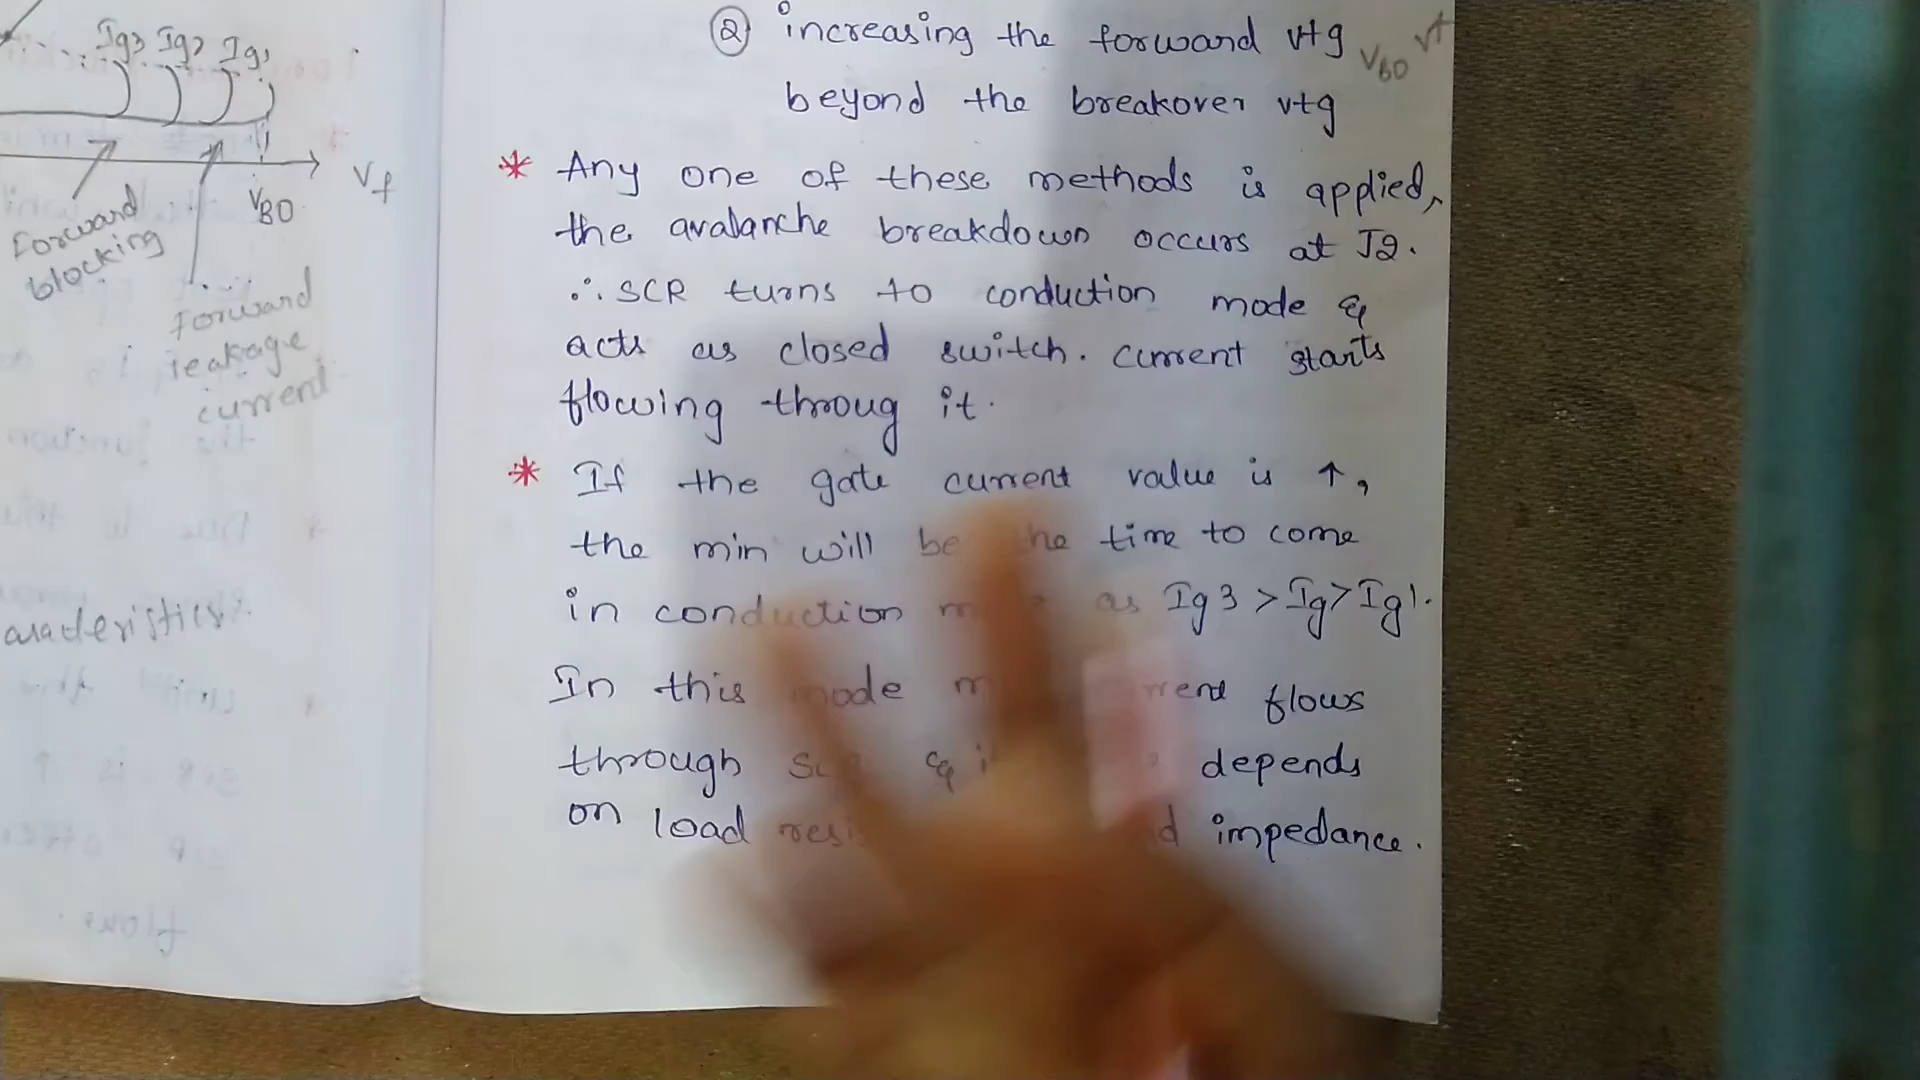 Ig3 Ig2 Ig1
Vf
VBO
Forward
blocking
Forward
leakage
current
aracteristics.
② increasing the forward vtg
VBO
beyond the breakover vtg
* Any one of these methods is applied,
the avalanche breakdown occurs at J2.
∴ SCR turns to conduction mode &
acts as closed switch. Current starts
flowing throug it.
* If the gate current value is ↑,
the min will be the time to come
in conduction as Ig3 > Ig > Ig1.
In this mode flows
through & depends
on load impedance.